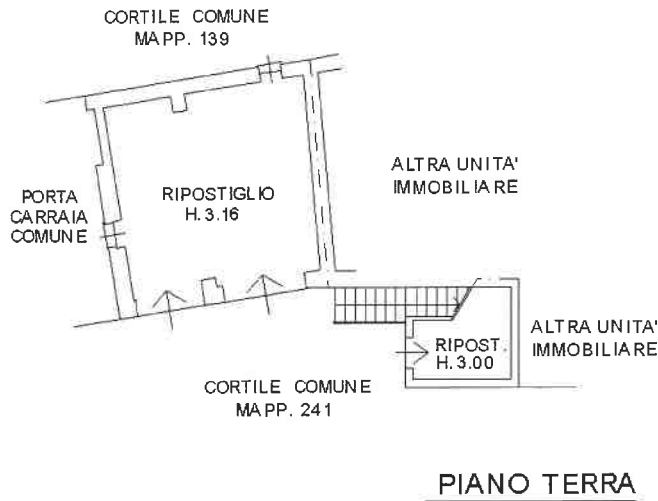 CORTILE COMUNE
MAPP. 139
ALTRA UNITA'
IMMOBILIARE
RIPOSTIGLIO
H. 3.16
PORTA
CARRAIA
COMUNE
ALTRA UNITA'
IMMOBILIARE
RIPOST.
H. 3.00
CORTILE COMUNE
MAPP. 241
PIANO TERRA